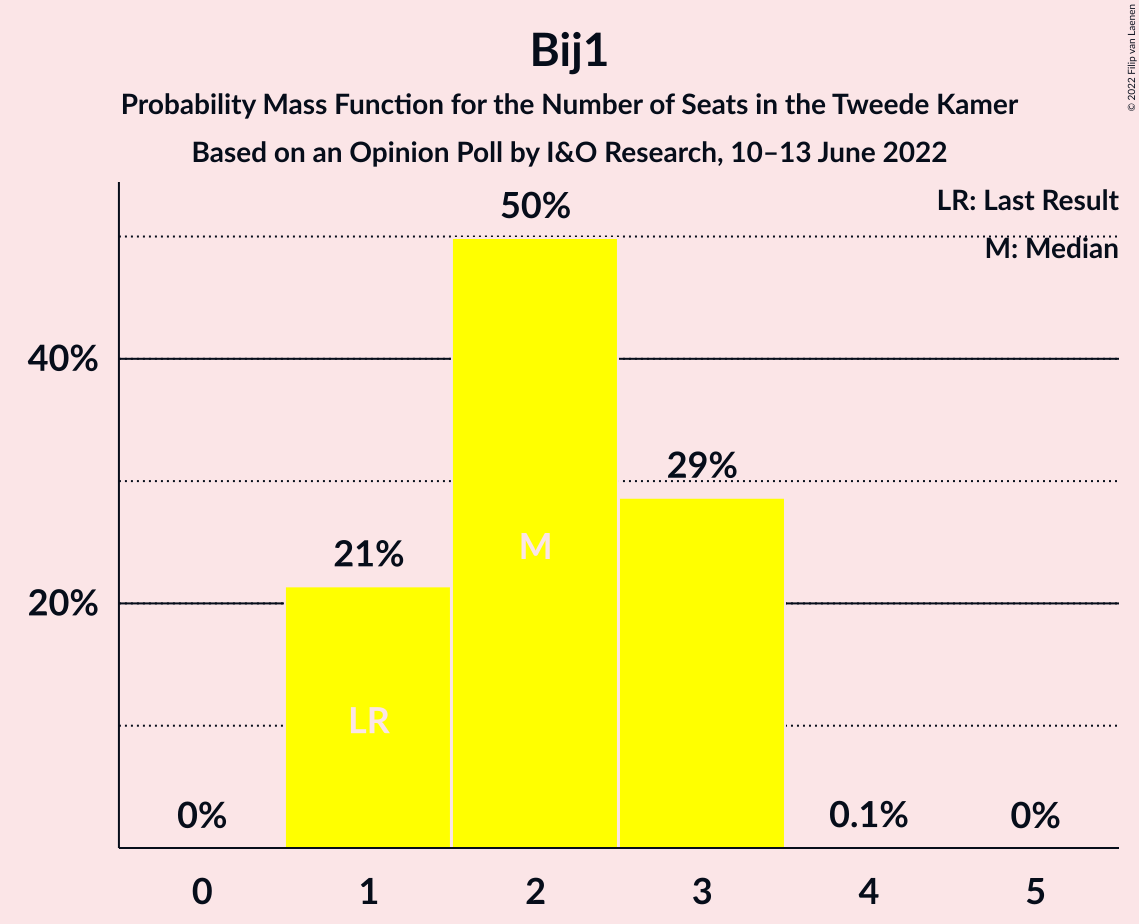 Bij1
Probability Mass Function for the Number of Seats in the Tweede Kamer
Based on an Opinion Poll by I&O Research, 10–13 June 2022
© 2022 Filip van Laenen
LR: Last Result
M: Median
50%
40%
29%
M
21%
20%
LR
0%
0.1%
0%
0 1 2 3 4 5